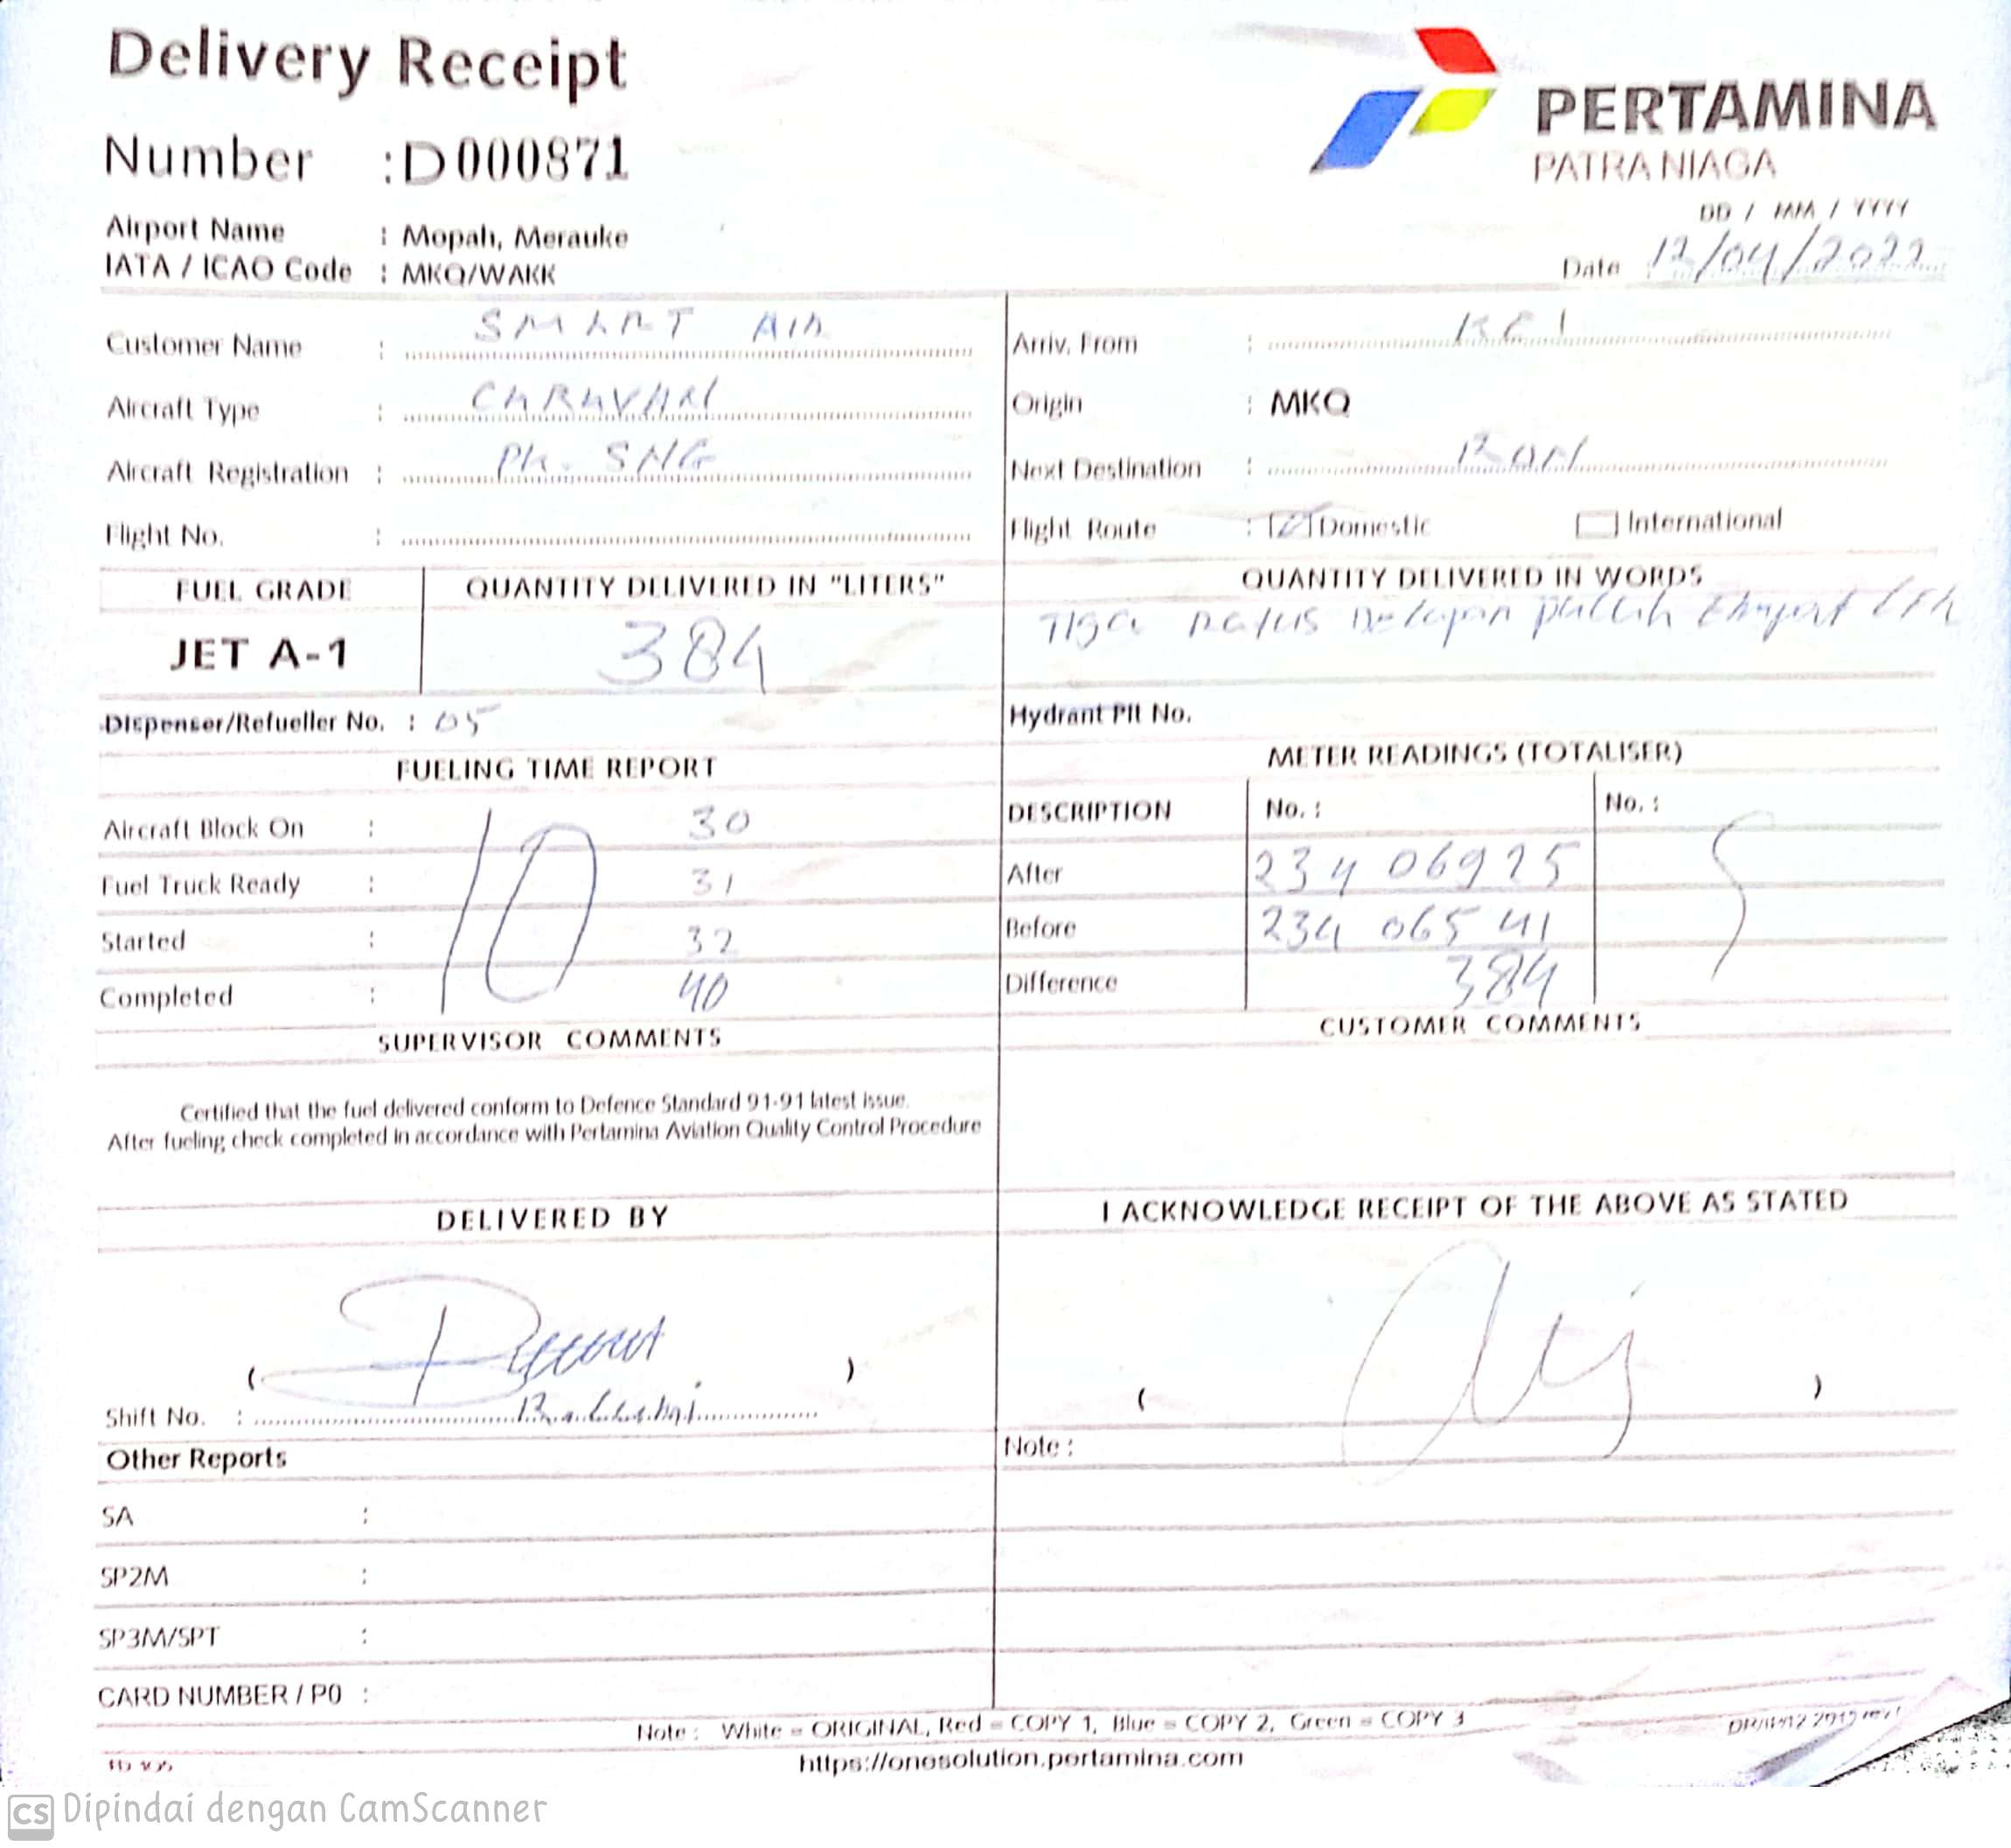 Delivery Receipt
Number :D000871
PERTAMINA
PATRA NIAGA
Airport Name : Mopah, Merauke
IATA / ICAO Code : MKQ/WAKK
DD / MM / YYYY
Date 12/04/2022
Customer Name : SMART AIR
Aircraft Type : CARAVAN
Aircraft Registration : PK. SNG
Flight No. :
Arriv. From :
Origin : MKQ
Next Destination :
Flight Route : Domestic International
FUEL GRADE QUANTITY DELIVERED IN "LITERS"
JET A-1 384
QUANTITY DELIVERED IN WORDS
Tiga Ratus Delapan puluh Empat LTR
Dispenser/Refueller No. : 05
Hydrant Pit No.
FUELING TIME REPORT
Aircraft Block On : 10 30
Fuel Truck Ready : 31
Started : 32
Completed : 40
METER READINGS (TOTALISER)
DESCRIPTION No. : No. :
After 234 06925
Before 234 06541
Difference 384
SUPERVISOR COMMENTS
CUSTOMER COMMENTS
Certified that the fuel delivered conform to Defence Standard 91-91 latest issue.
After fueling check completed in accordance with Pertamina Aviation Quality Control Procedure
DELIVERED BY
I ACKNOWLEDGE RECEIPT OF THE ABOVE AS STATED
( )
( )
Shift No. :
Other Reports
Note :
SA :
SP2M :
SP3M/SPT :
CARD NUMBER / PO :
Note : White = ORIGINAL, Red = COPY 1, Blue = COPY 2, Green = COPY 3
https://onesolution.pertamina.com
CS Dipindai dengan CamScanner